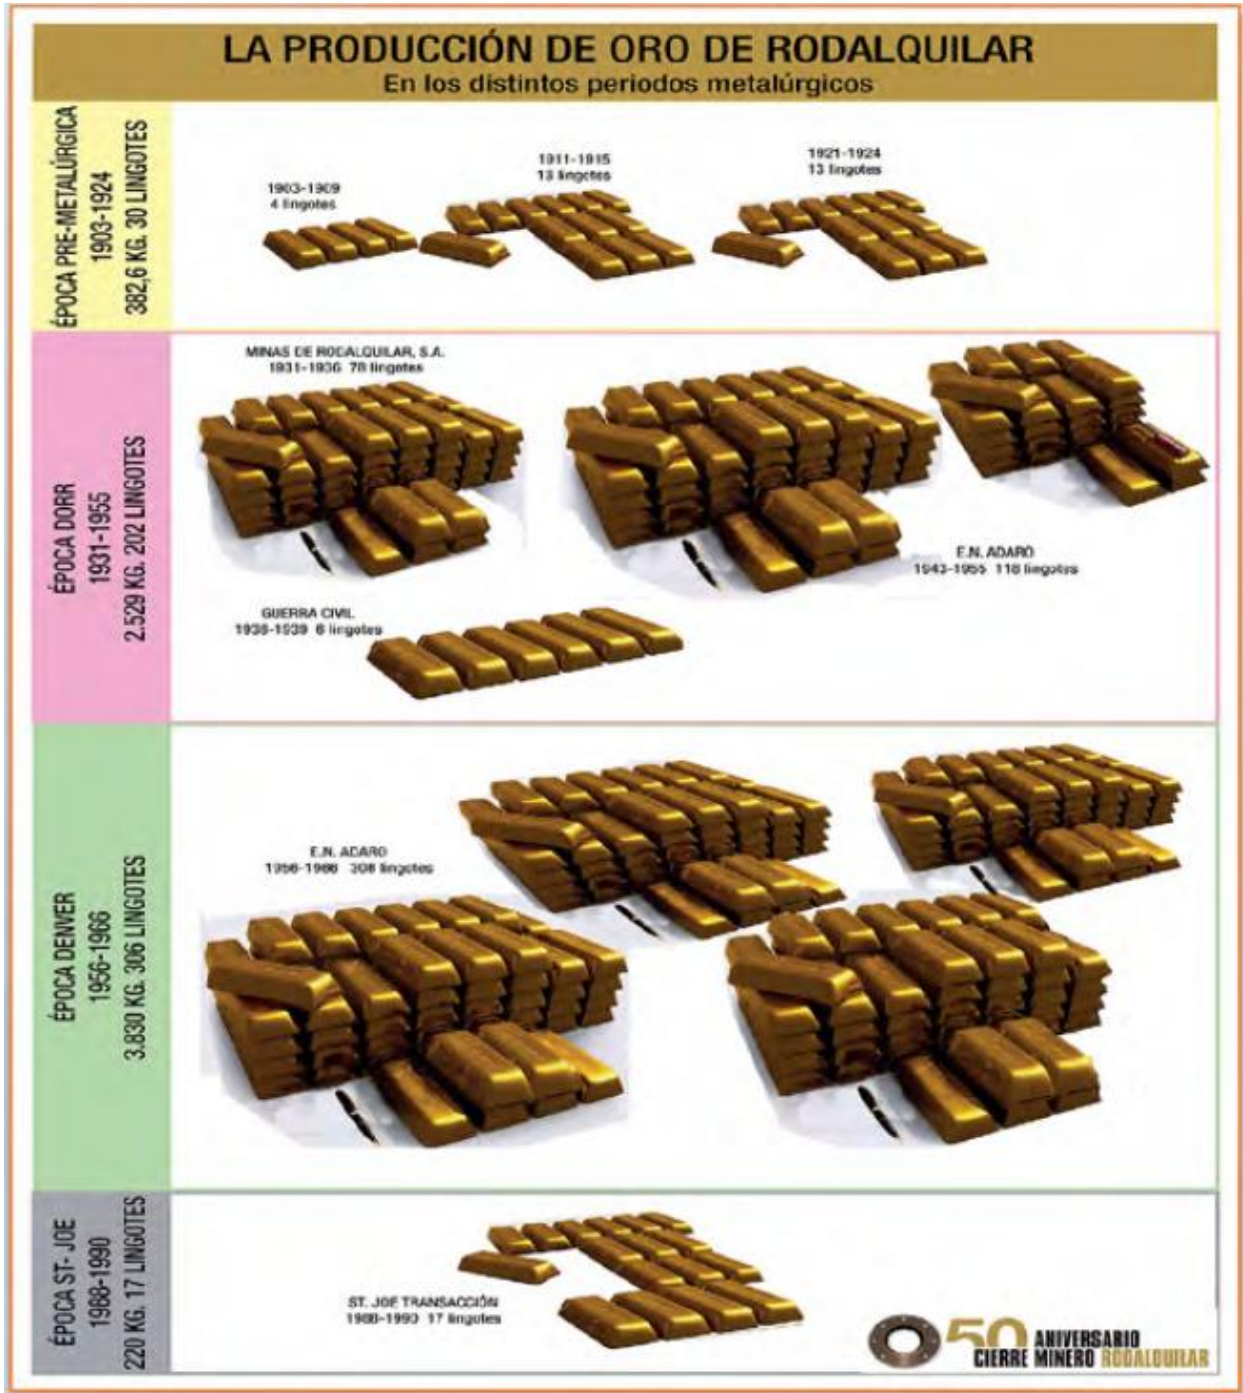 LA PRODUCCIÓN DE ORO DE RODALQUILAR
En los distintos periodos metalúrgicos
ÉPOCA PRE-METALÚRGICA
1903-1924
382,6 KG. 30 LINGOTES
1903-1909
4 lingotes
1911-1915
13 lingotes
1921-1924
13 lingotes
ÉPOCA DORR
1931-1955
2.529 KG. 202 LINGOTES
MINAS DE RODALQUILAR, S.A.
1931-1936 78 lingotes
E.N. ADARO
1943-1955 118 lingotes
GUERRA CIVIL
1936-1939 6 lingotes
ÉPOCA DENVER
1956-1966
3.830 KG. 306 LINGOTES
E.N. ADARO
1956-1966 306 lingotes
ÉPOCA ST- JOE
1988-1990
220 KG. 17 LINGOTES
ST. JOE TRANSACCIÓN
1988-1990 17 lingotes
50 ANIVERSARIO
CIERRE MINERO RODALQUILAR